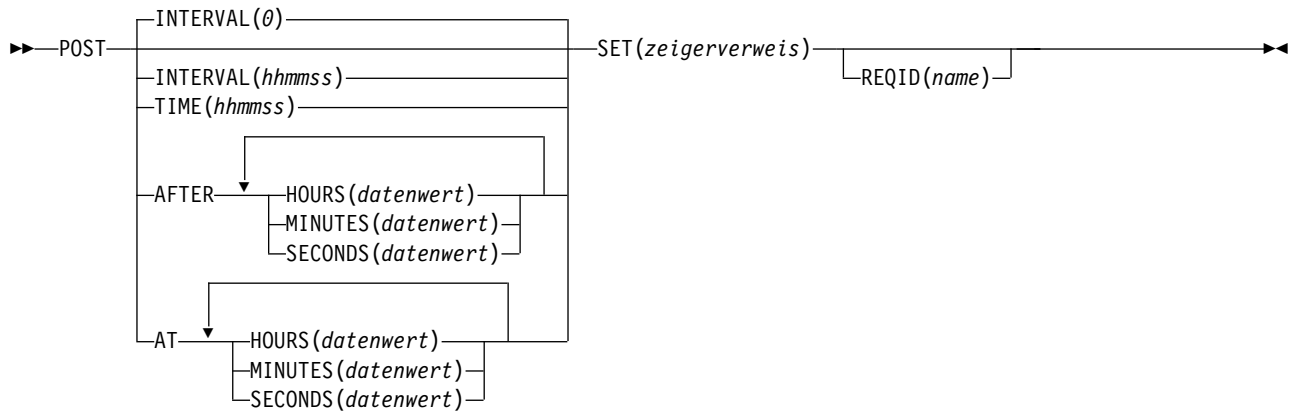 INTERVAL(0)
POST SET(zeigerverweis)
INTERVAL(hhmmss) REQID(name)
TIME(hhmmss)
AFTER HOURS(datenwert)
MINUTES(datenwert)
SECONDS(datenwert)
AT HOURS(datenwert)
MINUTES(datenwert)
SECONDS(datenwert)